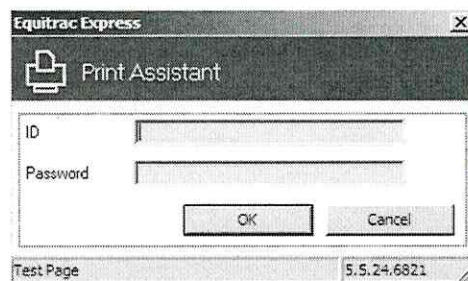 Equitrac Express X
Print Assistant
ID
Password
OK Cancel
Test Page 5.5.24.6821